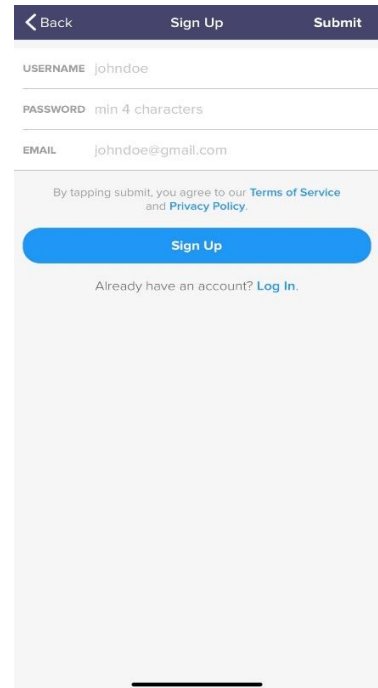 Back Sign Up Submit
USERNAME johndoe
PASSWORD min 4 characters
EMAIL johndoe@gmail.com
By tapping submit, you agree to our Terms of Service
and Privacy Policy.
Sign Up
Already have an account? Log In.